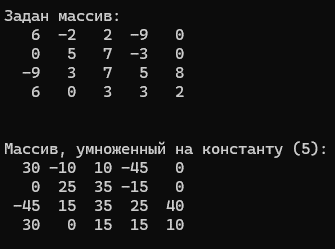 Задан массив:
6 -2 2 -9 0
0 5 7 -3 0
-9 3 7 5 8
6 0 3 3 2
Массив, умноженный на константу (5):
30 -10 10 -45 0
0 25 35 -15 0
-45 15 35 25 40
30 0 15 15 10